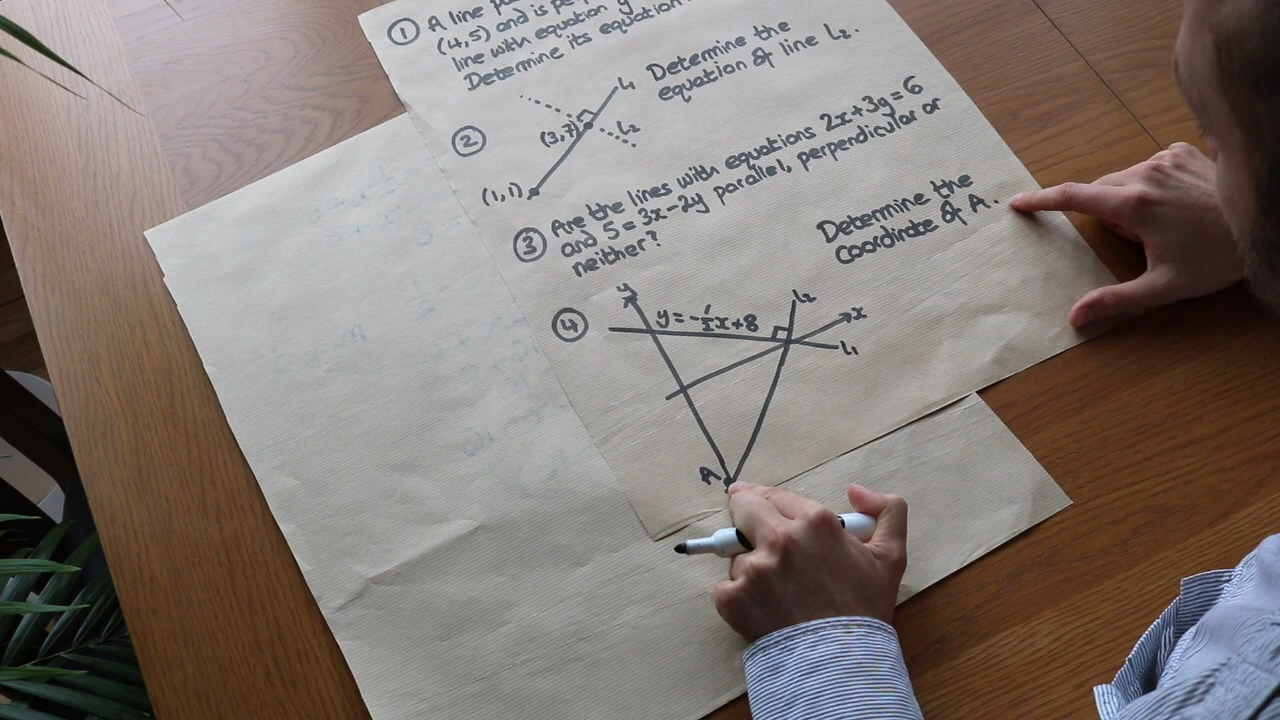 ① A line
(4,5) and is
line with equation y
Determine its equation
② Determine the
equation of line l₂.
l₁
(3,7)
l₂
(1,1)
③ Are the lines with equations 2x+3y=6
and 5=3x-2y parallel, perpendicular or
neither?
Determine the
coordinate of A.
④ y
y=-½x+8
l₂
x
l₁
A